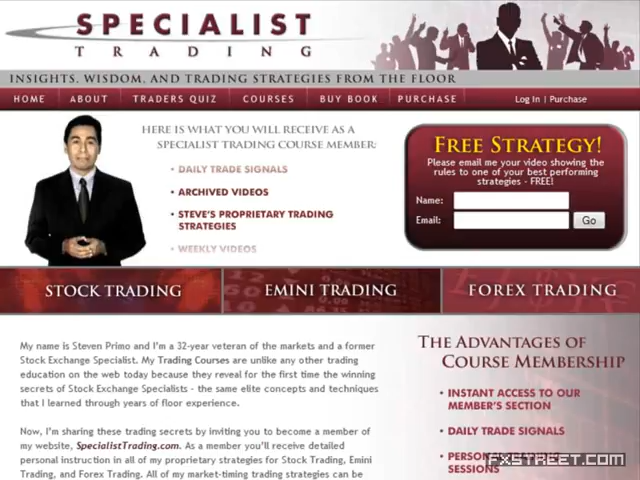 SPECIALIST
TRADING
INSIGHTS, WISDOM, AND TRADING STRATEGIES FROM THE FLOOR
HOME ABOUT TRADERS QUIZ COURSES BUY BOOK PURCHASE Log In | Purchase
HERE IS WHAT YOU WILL RECEIVE AS A
SPECIALIST TRADING COURSE MEMBER:
• DAILY TRADE SIGNALS
• ARCHIVED VIDEOS
• STEVE'S PROPRIETARY TRADING
STRATEGIES
• WEEKLY VIDEOS
FREE STRATEGY!
Please email me your video showing the
rules to one of your best performing
strategies - FREE!
Name:
Email: Go
STOCK TRADING EMINI TRADING FOREX TRADING
My name is Steven Primo and I'm a 32-year veteran of the markets and a former
Stock Exchange Specialist. My Trading Courses are unlike any other trading
education on the web today because they reveal for the first time the winning
secrets of Stock Exchange Specialists - the same elite concepts and techniques
that I learned through years of floor experience.
Now, I'm sharing these trading secrets by inviting you to become a member of
my website, SpecialistTrading.com. As a member you'll receive detailed
personal instruction in all of my proprietary strategies for Stock Trading, Emini
Trading, and Forex Trading. All of my market-timing trading strategies can be
THE ADVANTAGES OF
COURSE MEMBERSHIP
• INSTANT ACCESS TO OUR
MEMBER'S SECTION
• DAILY TRADE SIGNALS
SESSIONS
FXSTREET.COM